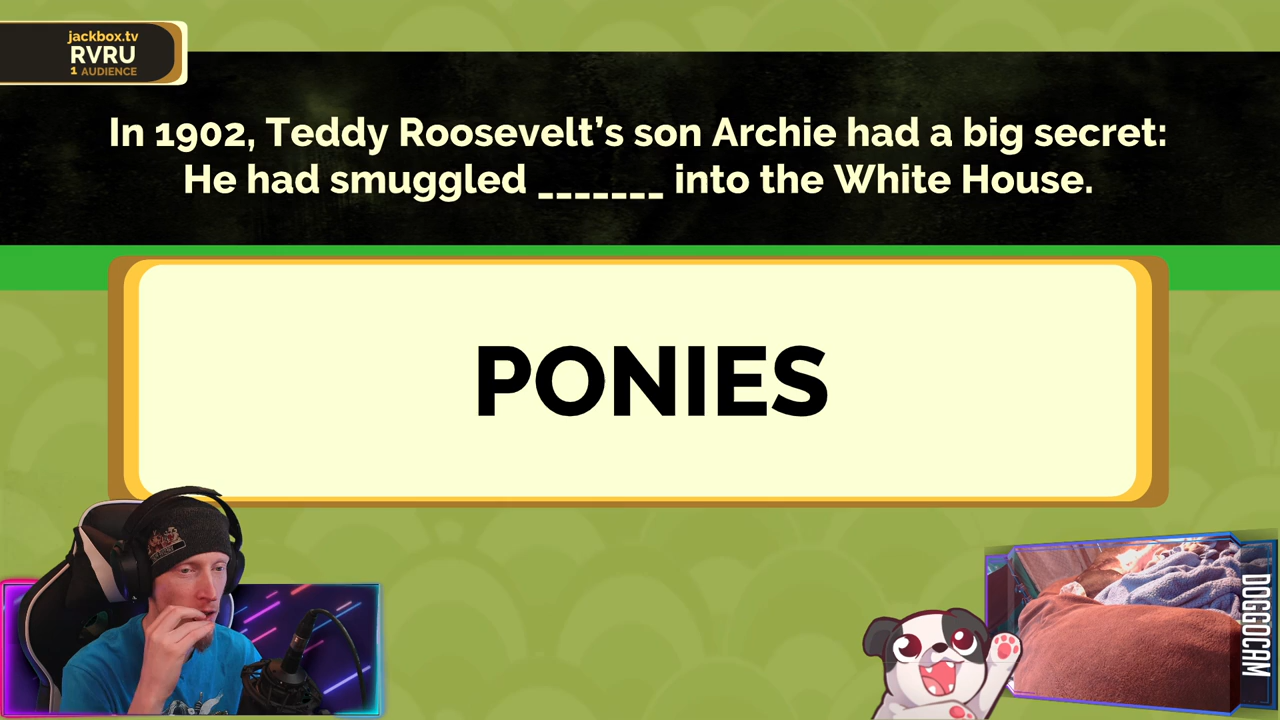 jackbox.tv
RVRU
1 AUDIENCE
In 1902, Teddy Roosevelt’s son Archie had a big secret:
He had smuggled _______ into the White House.
PONIES
DOGGOCAM